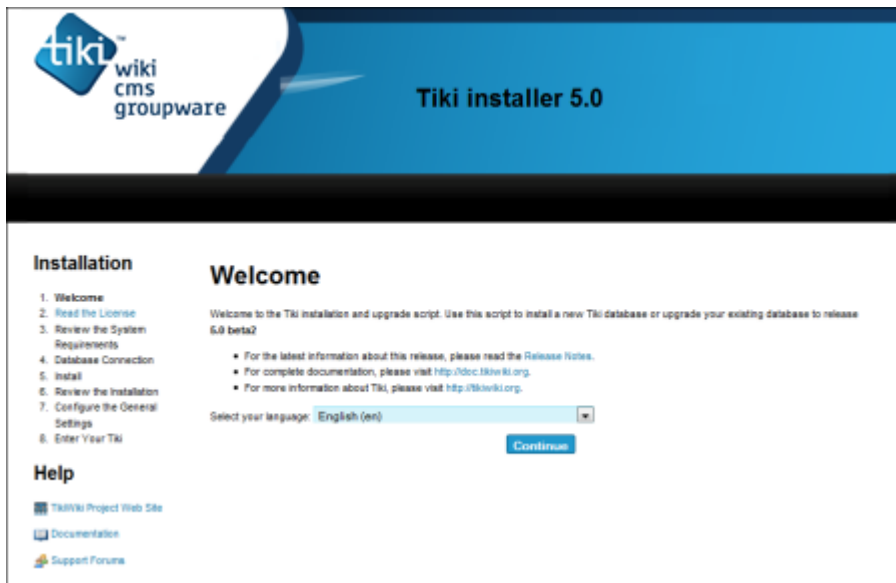 tiki™
wiki
cms
groupware
Tiki installer 5.0
Installation
1. Welcome
2. Read the License
3. Review the System
Requirements
4. Database Connection
5. Install
6. Review the Installation
7. Configure the General
Settings
8. Enter Your Tiki
Help
TikiWiki Project Web Site
Documentation
Support Forums
Welcome
Welcome to the Tiki installation and upgrade script. Use this script to install a new Tiki database or upgrade your existing database to release
5.0 beta2
• For the latest information about this release, please read the Release Notes.
• For complete documentation, please visit http://doc.tikiwiki.org.
• For more information about Tiki, please visit http://tikiwiki.org.
Select your language: English (en)
Continue